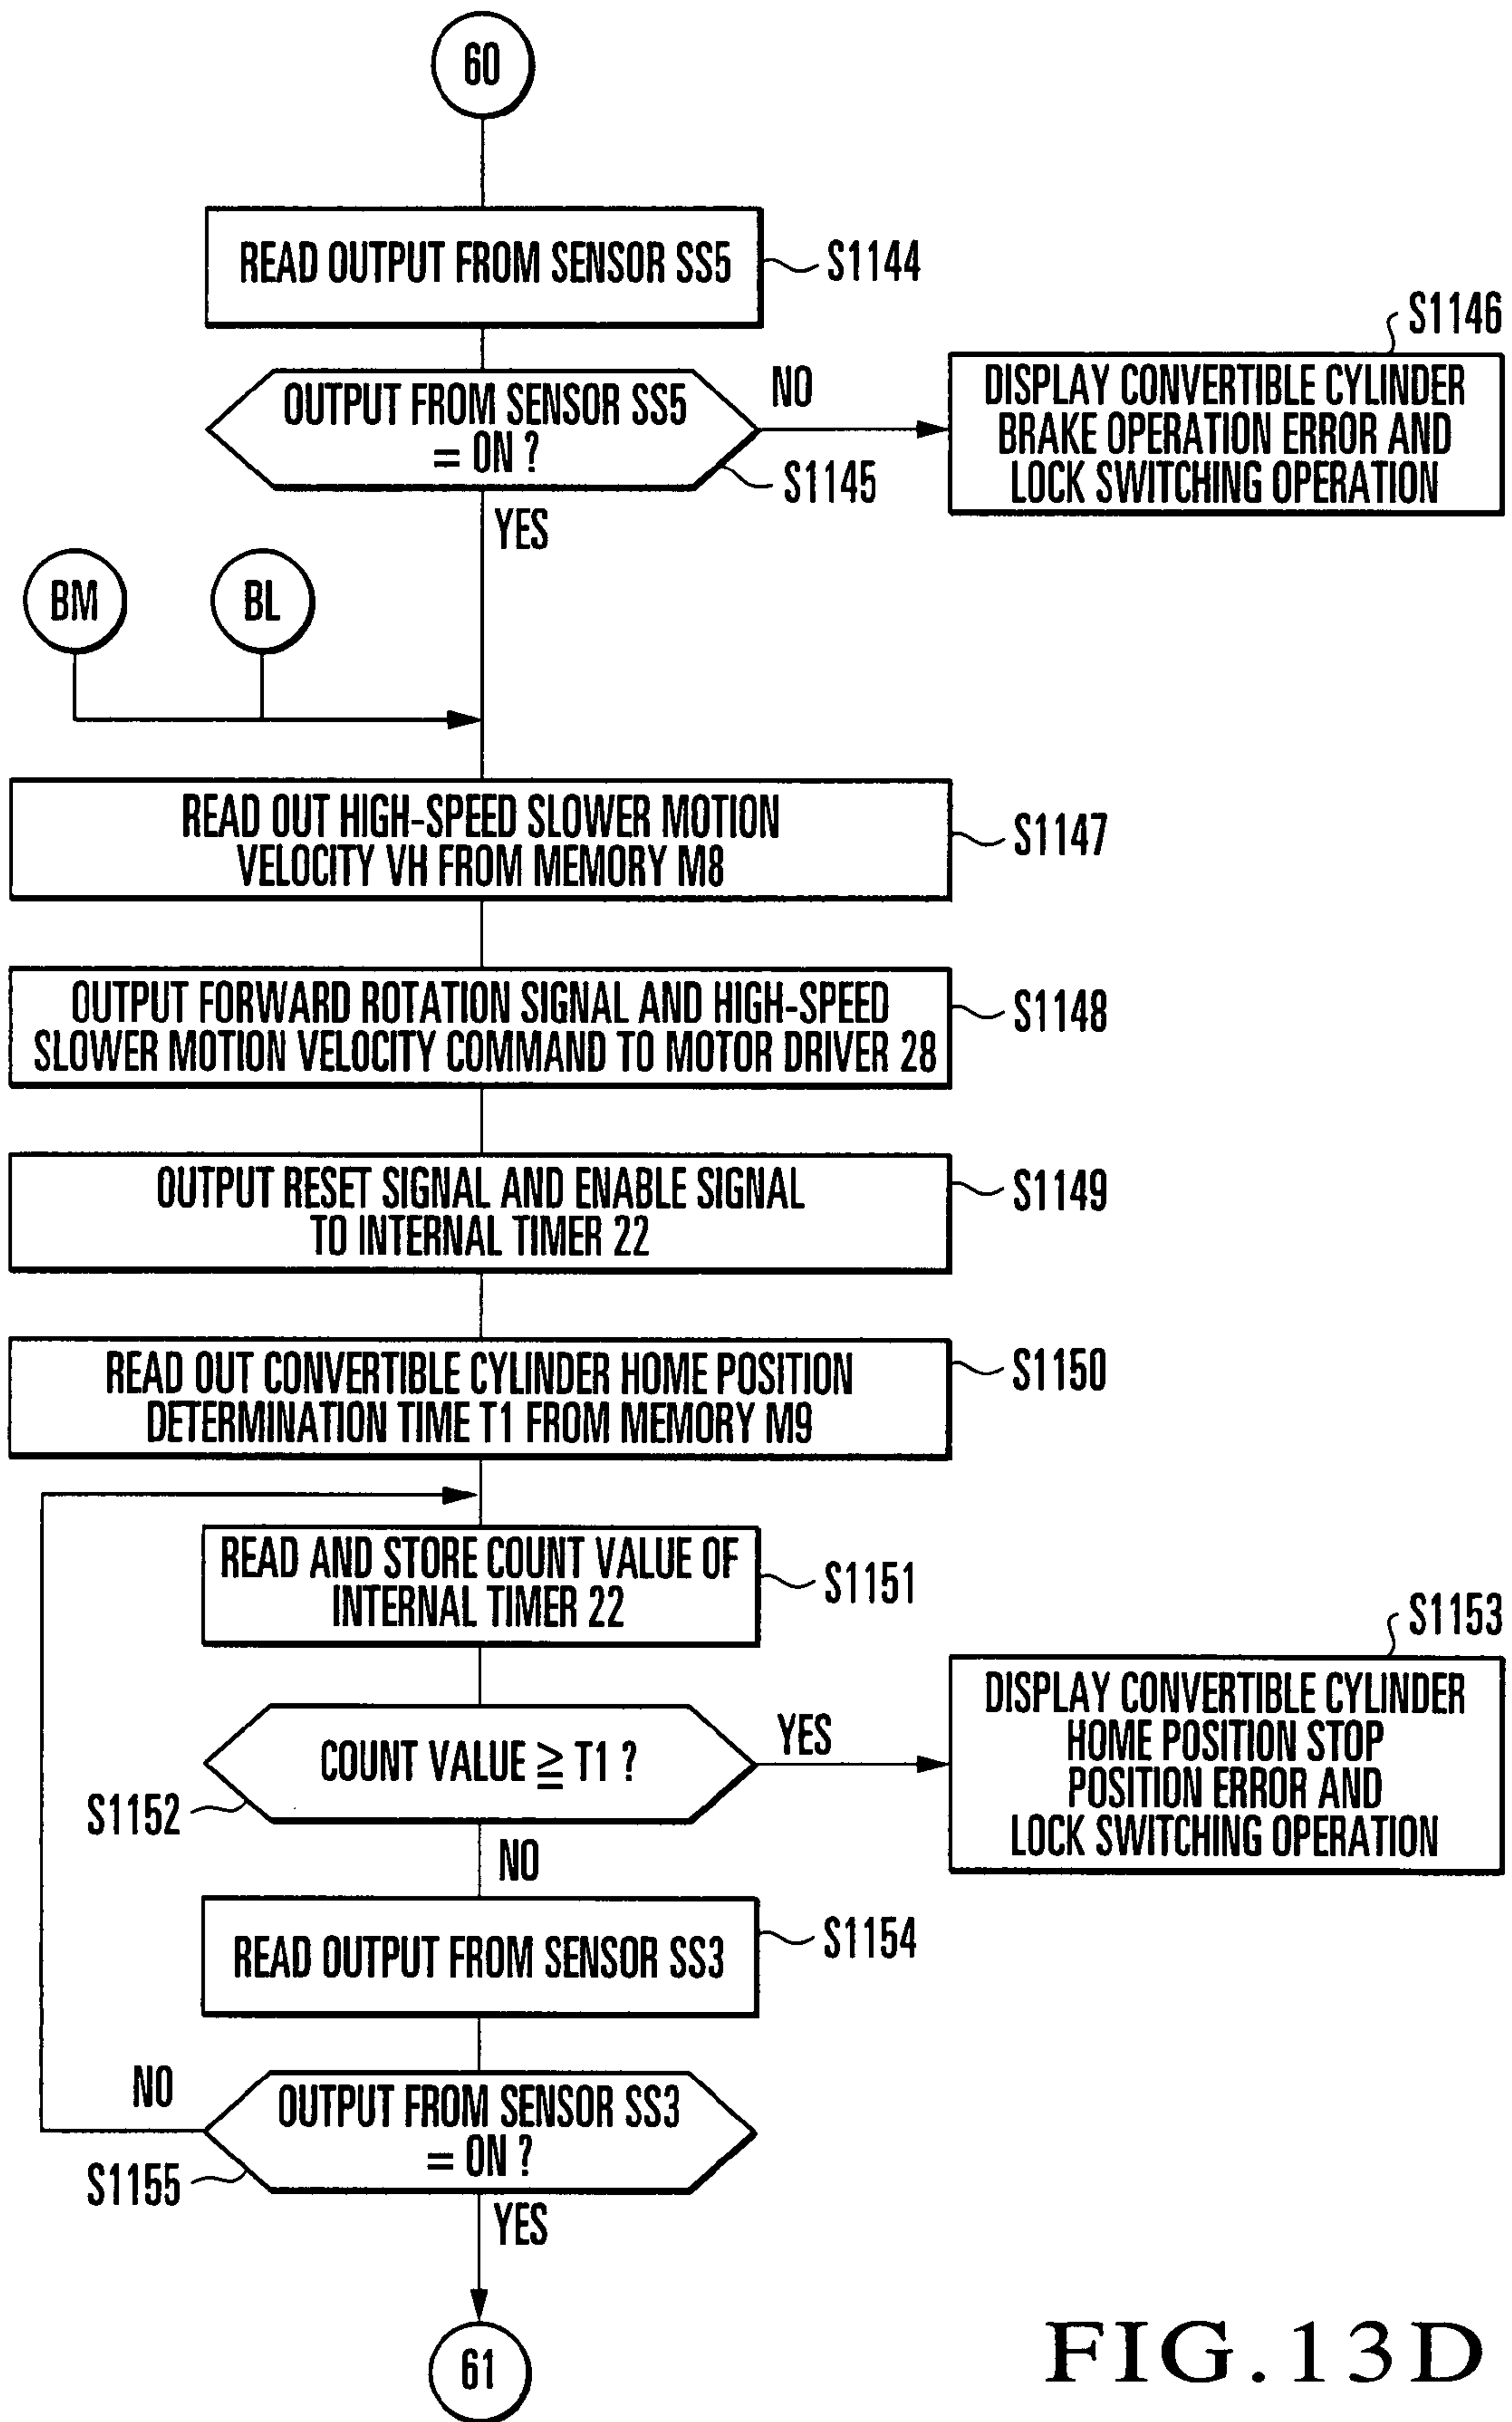 60
READ OUTPUT FROM SENSOR SS5
S1144
OUTPUT FROM SENSOR SS5
= ON ?
S1145
NO
S1146
DISPLAY CONVERTIBLE CYLINDER
BRAKE OPERATION ERROR AND
LOCK SWITCHING OPERATION
YES
BM
BL
READ OUT HIGH-SPEED SLOWER MOTION
VELOCITY VH FROM MEMORY M8
S1147
OUTPUT FORWARD ROTATION SIGNAL AND HIGH-SPEED
SLOWER MOTION VELOCITY COMMAND TO MOTOR DRIVER 28
S1148
OUTPUT RESET SIGNAL AND ENABLE SIGNAL
TO INTERNAL TIMER 22
S1149
READ OUT CONVERTIBLE CYLINDER HOME POSITION
DETERMINATION TIME T1 FROM MEMORY M9
S1150
READ AND STORE COUNT VALUE OF
INTERNAL TIMER 22
S1151
COUNT VALUE ≧ T1 ?
S1152
YES
S1153
DISPLAY CONVERTIBLE CYLINDER
HOME POSITION STOP
POSITION ERROR AND
LOCK SWITCHING OPERATION
NO
READ OUTPUT FROM SENSOR SS3
S1154
NO
OUTPUT FROM SENSOR SS3
= ON ?
S1155
YES
61
FIG.13D